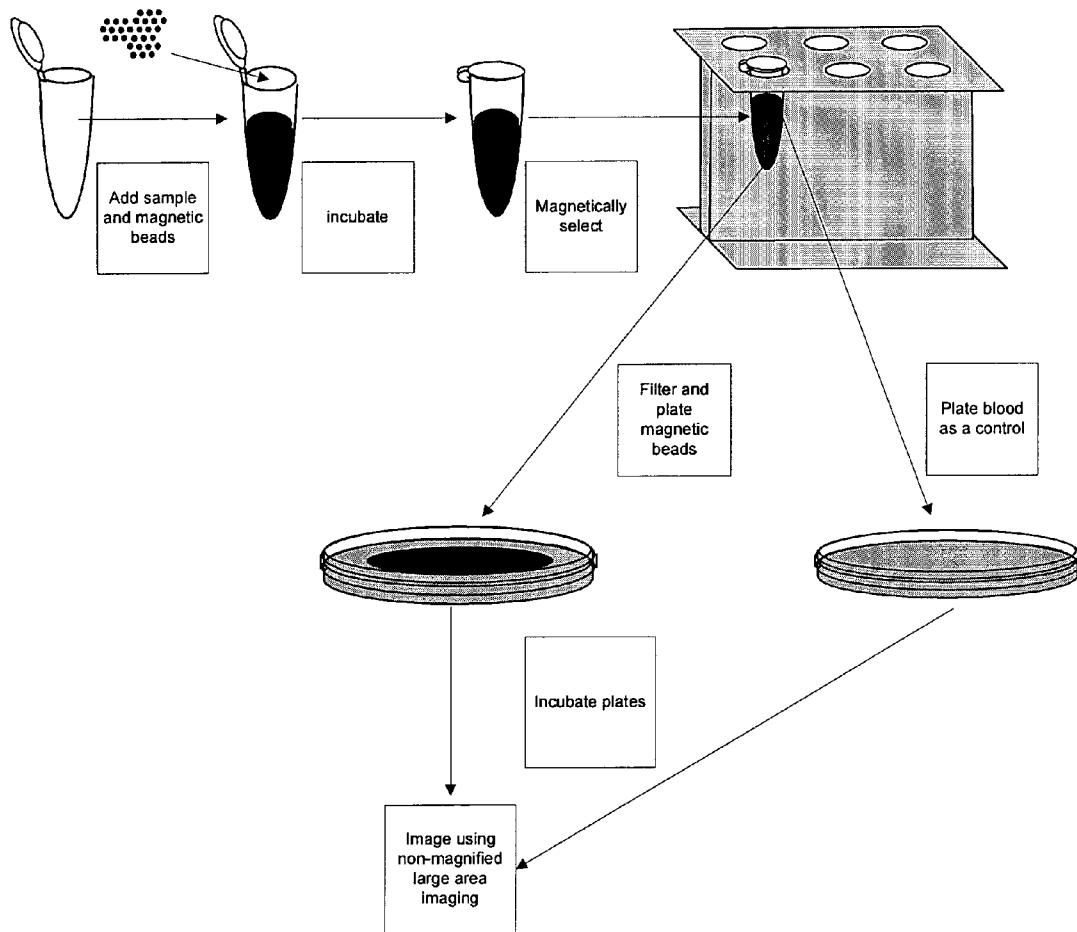 Add sample
and magnetic
beads
incubate
Magnetically
select
Filter and
plate
magnetic
beads
Plate blood
as a control
Incubate plates
Image using
non-magnified
large area
imaging